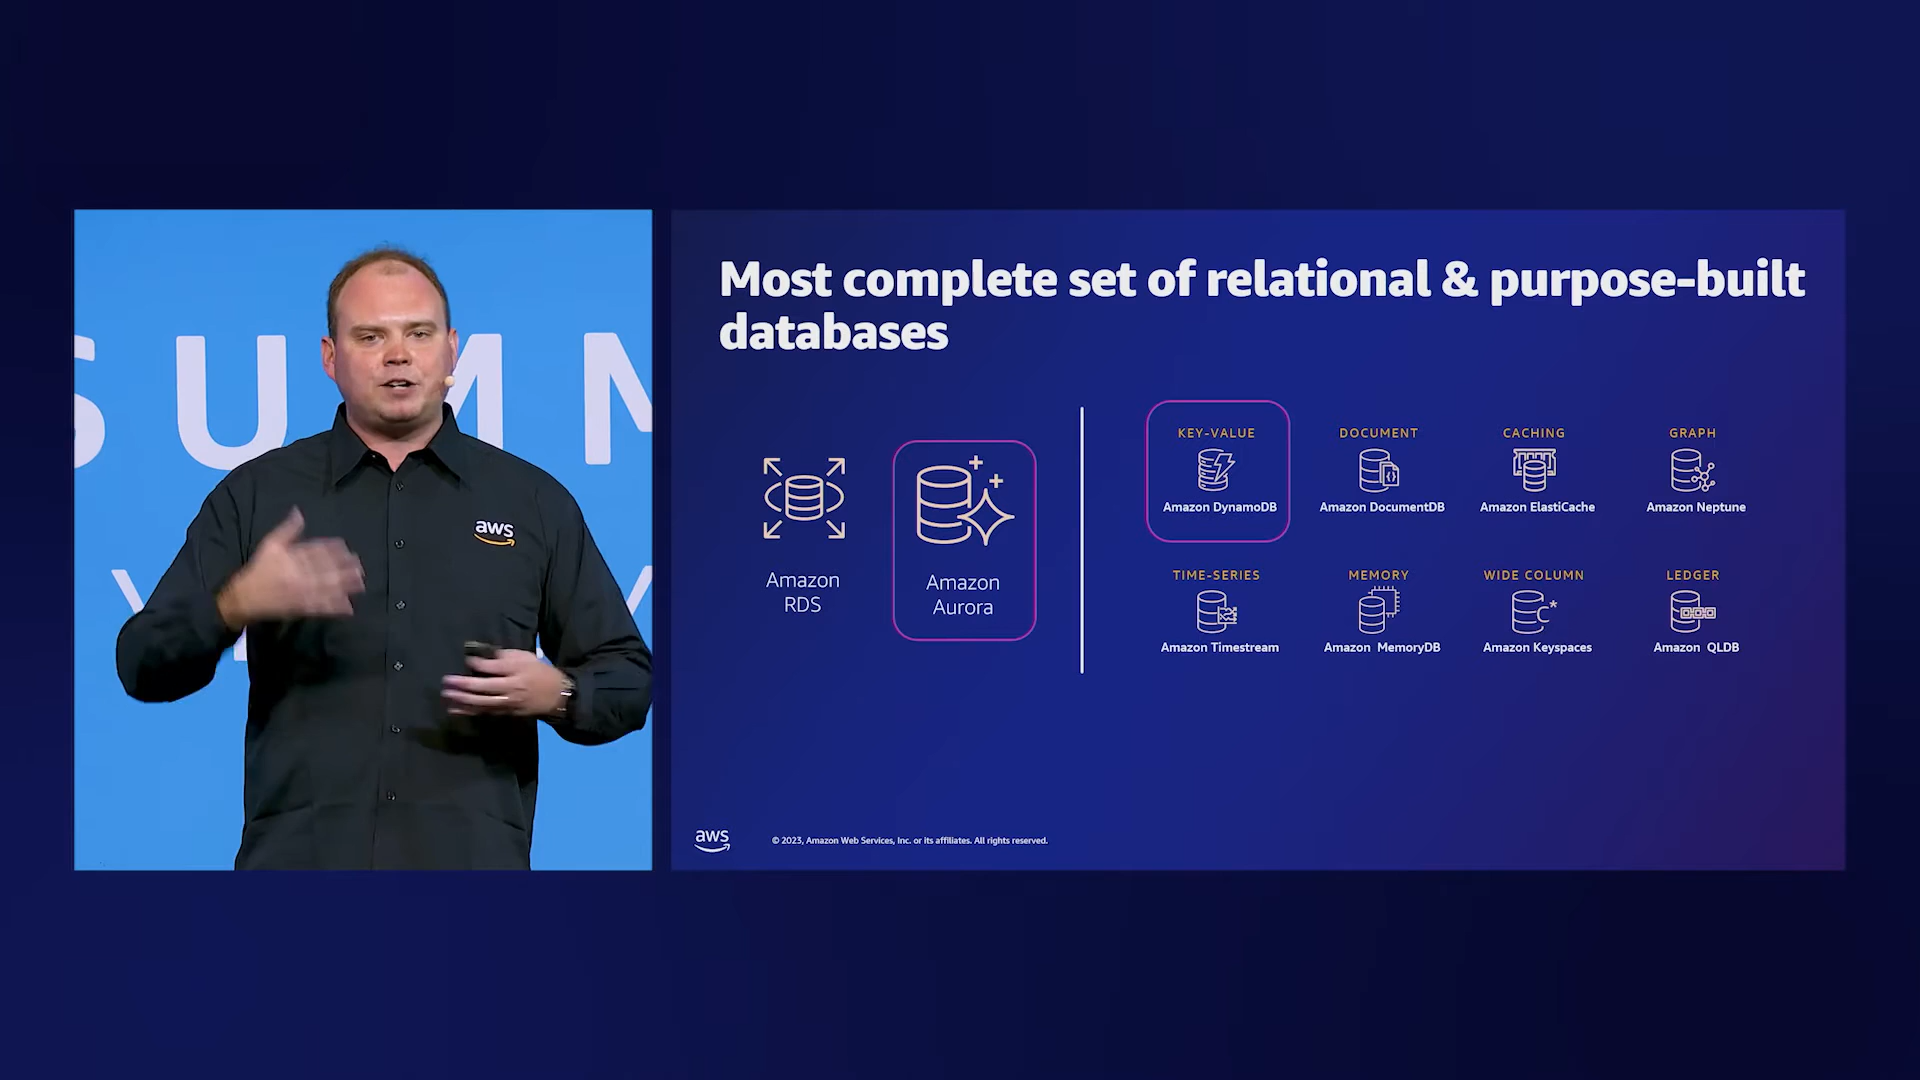 SUMM
Y
Y
aws
Most complete set of relational & purpose-built
databases
Amazon
RDS
Amazon
Aurora
KEY-VALUE
Amazon DynamoDB
DOCUMENT
Amazon DocumentDB
CACHING
Amazon ElastiCache
GRAPH
Amazon Neptune
TIME-SERIES
Amazon Timestream
MEMORY
Amazon MemoryDB
WIDE COLUMN
C*
Amazon Keyspaces
LEDGER
Amazon QLDB
aws
© 2023, Amazon Web Services, Inc. or its affiliates. All rights reserved.